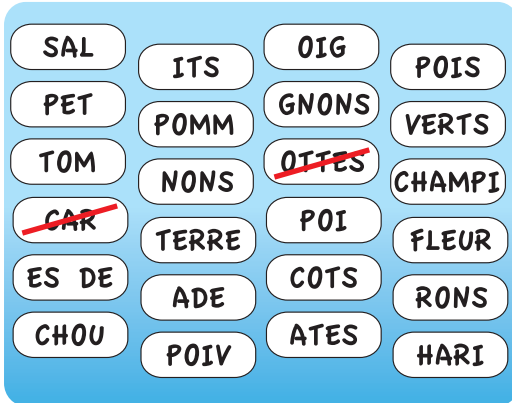 SAL
PET
TOM
CAR
ES DE
CHOU
ITS
POMM
NONS
TERRE
ADE
POIV
OIG
GNONS
OTTES
POI
COTS
ATES
POIS
VERTS
CHAMPI
FLEUR
RONS
HARI